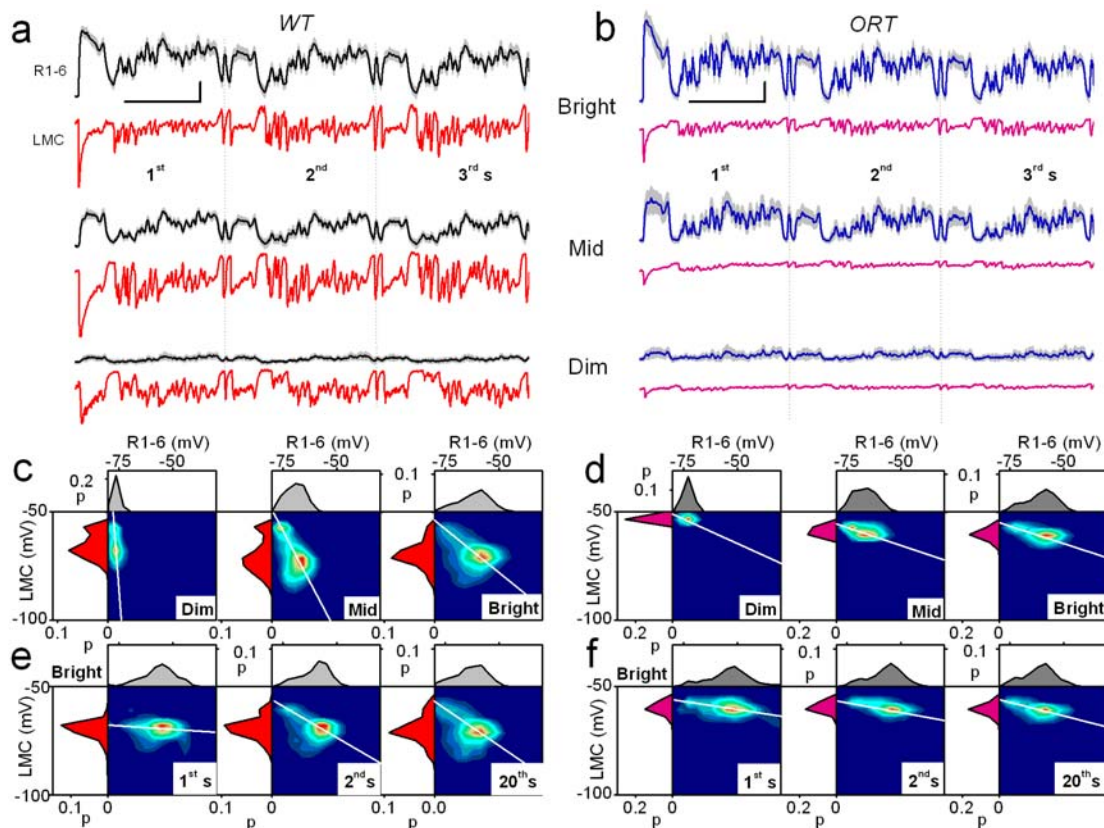 a
WT
R1-6
LMC
1st
2nd
3rd s
b
ORT
Bright
1st
2nd
3rd s
Mid
Dim
c
R1-6 (mV)
-75 -50
R1-6 (mV)
-75 -50
R1-6 (mV)
-75 -50
0.2
p
0.1
p
-50
LMC (mV)
-100
Dim
Mid
Bright
0.1
0
0.1
0
0.1
0
p
d
R1-6 (mV)
-75 -50
R1-6 (mV)
-75 -50
R1-6 (mV)
-75 -50
p
0.1
0.1
p
-50
LMC (mV)
-100
Dim
Mid
Bright
0.2
0
0.2
0
0.2
0
p
e
Bright
0.1
p
0.1
p
-50
LMC (mV)
-100
1st s
2nd s
20th s
0.1
0
0.1
0
0.1
0
p
p
p
f
Bright
0.1
p
0.1
p
-50
LMC (mV)
-100
1st s
2nd s
20th s
0.2
0
0.2
0
0.2
0
p
p
p